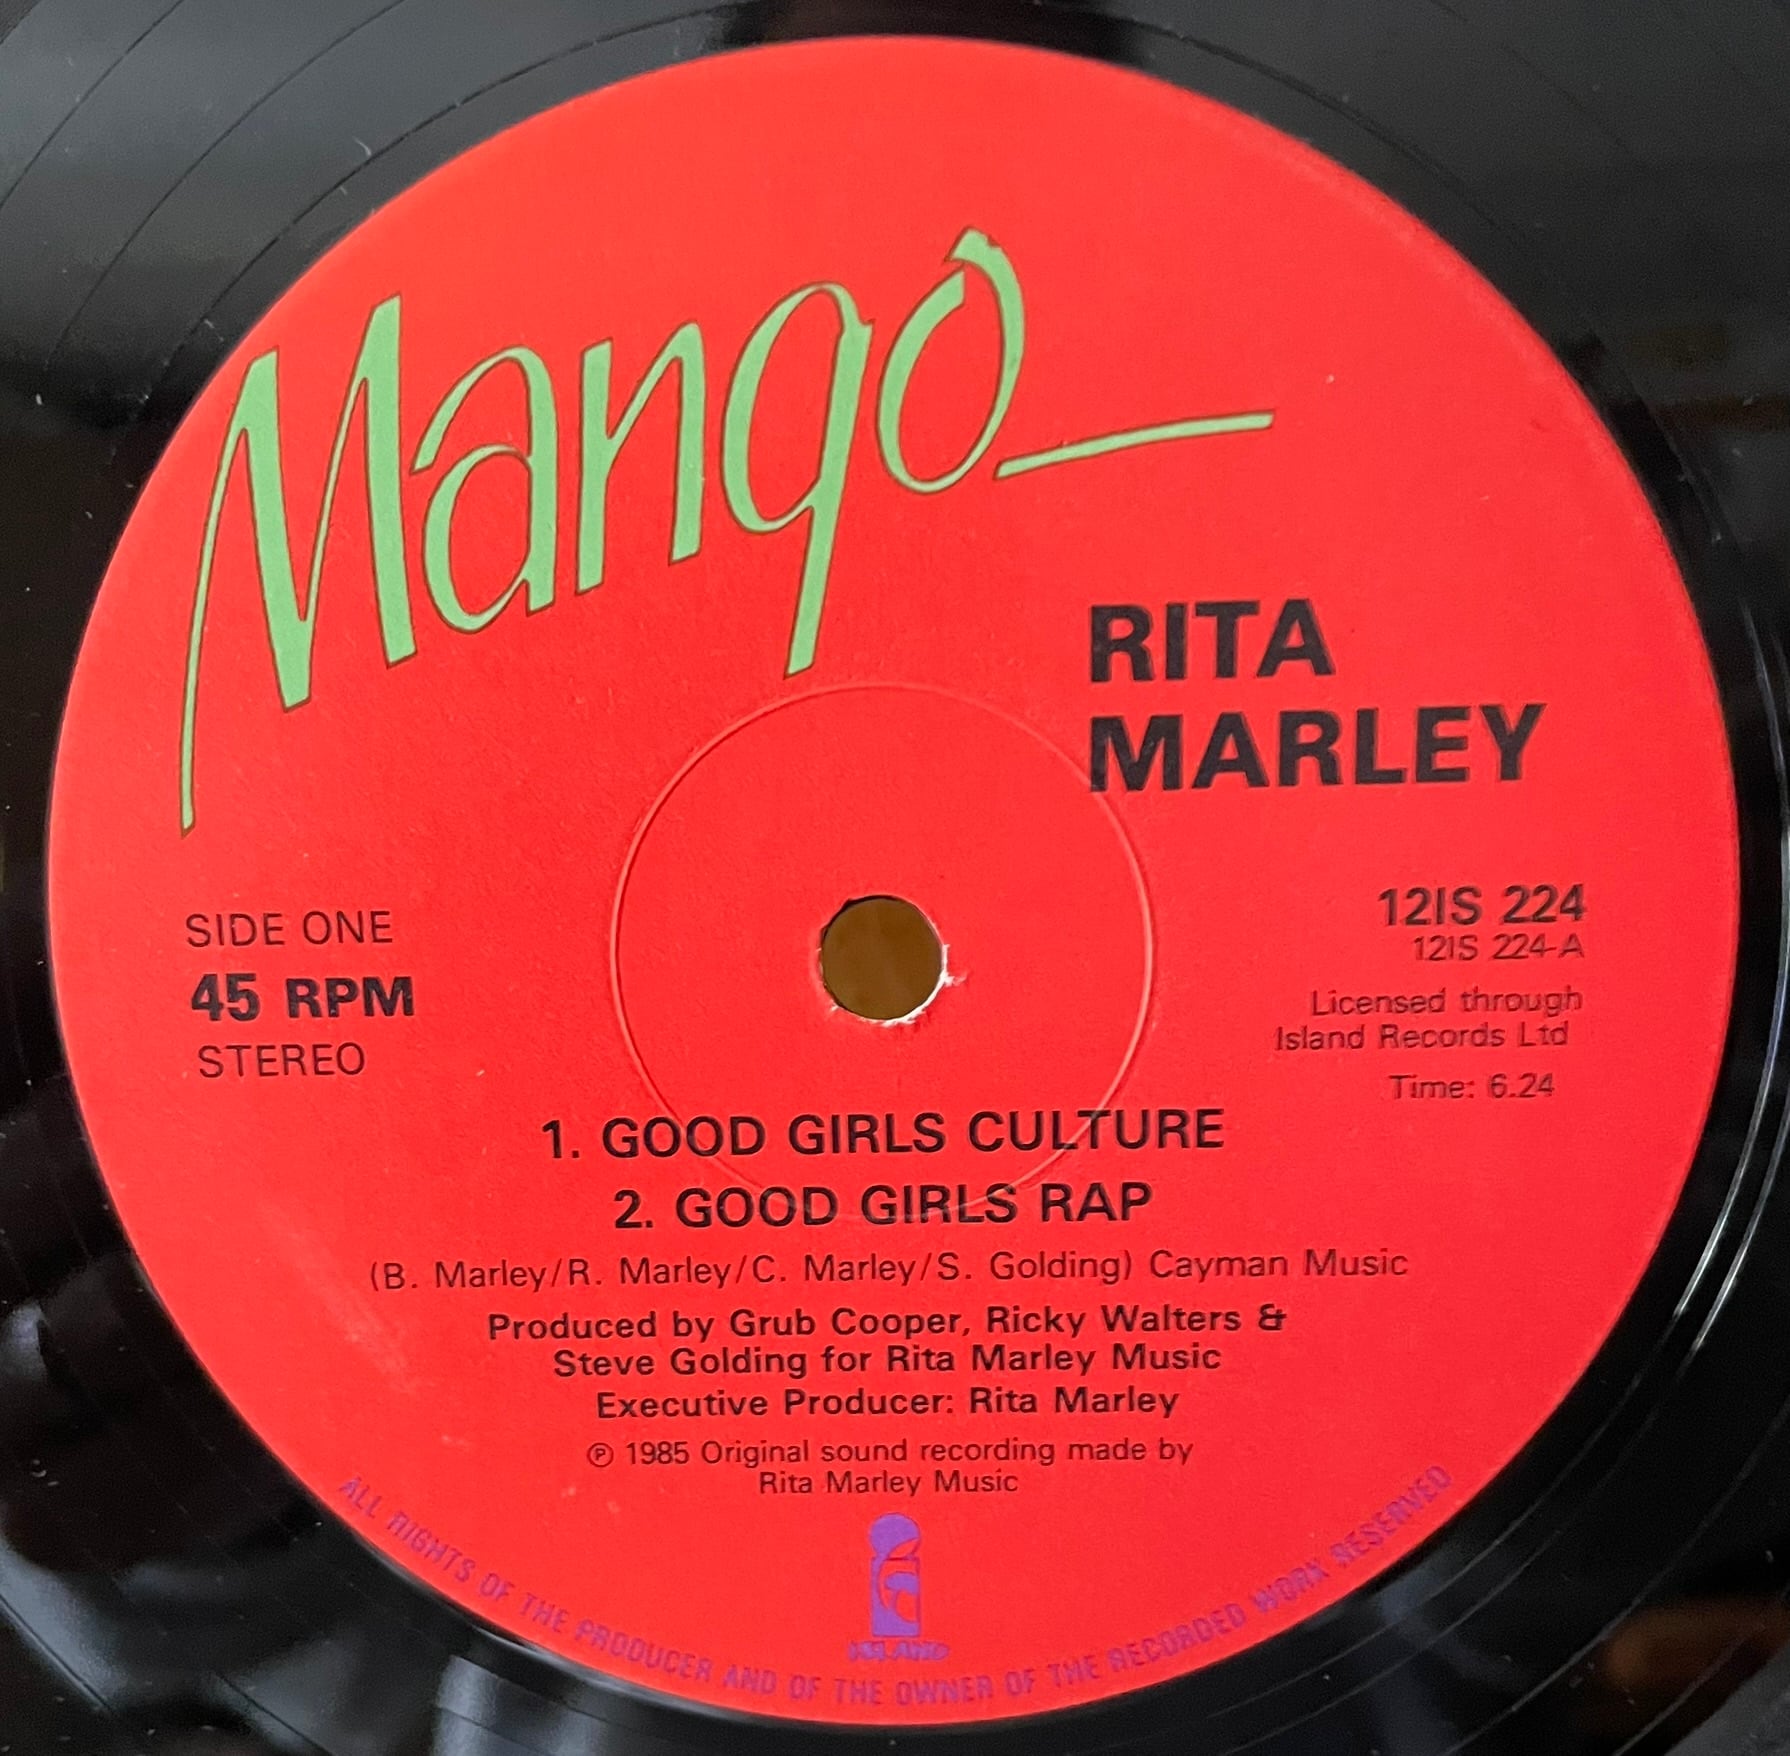 Mango
RITA
MARLEY
SIDE ONE
45 RPM
STEREO
12IS 224
12IS 224-A
Licensed through
Island Records Ltd
Time: 6.24
1. GOOD GIRLS CULTURE
2. GOOD GIRLS RAP
(B. Marley/R. Marley/C. Marley/S. Golding) Cayman Music
Produced by Grub Cooper, Ricky Walters &
Steve Golding for Rita Marley Music
Executive Producer: Rita Marley
℗ 1985 Original sound recording made by
Rita Marley Music
ISLAND
ALL RIGHTS OF THE PRODUCER AND OF THE OWNER OF THE RECORDED WORK RESERVED